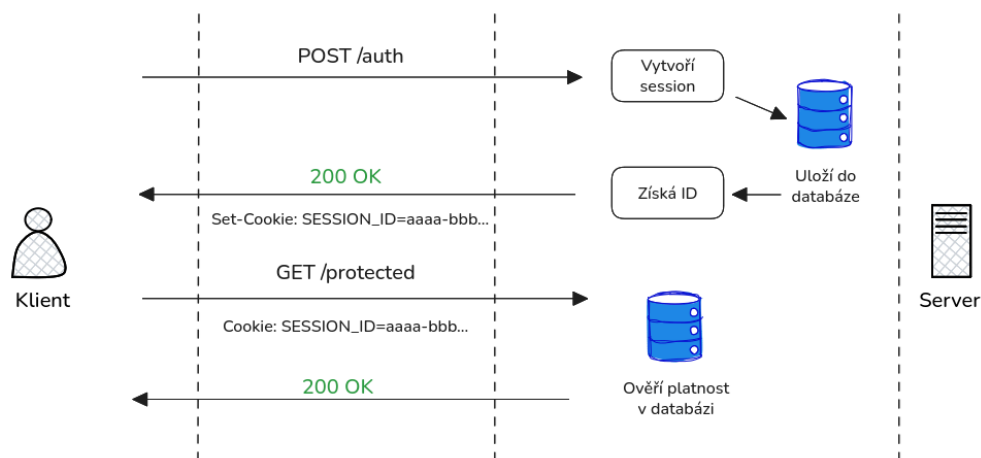 POST /auth
Vytvoří
session
200 OK
Set-Cookie: SESSION_ID=aaaa-bbb...
Získá ID
Uloží do
databáze
GET /protected
Cookie: SESSION_ID=aaaa-bbb...
Klient
Server
200 OK
Ověří platnost
v databázi